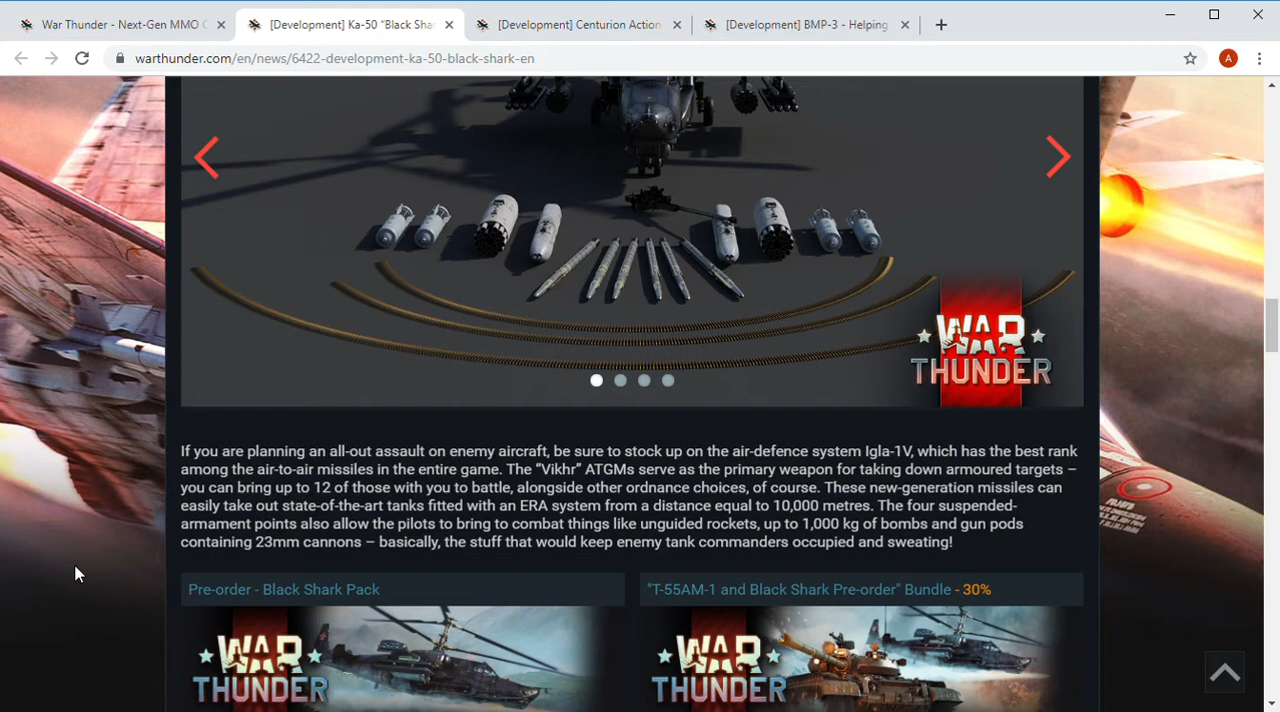 War Thunder - Next-Gen MMO C
[Development] Ka-50 "Black Shar
[Development] Centurion Action
[Development] BMP-3 - Helping
warthunder.com/en/news/6422-development-ka-50-black-shark-en
A
WAR
THUNDER
If you are planning an all-out assault on enemy aircraft, be sure to stock up on the air-defence system Igla-1V, which has the best rank
among the air-to-air missiles in the entire game. The “Vikhr” ATGMs serve as the primary weapon for taking down armoured targets –
you can bring up to 12 of those with you to battle, alongside other ordnance choices, of course. These new-generation missiles can
easily take out state-of-the-art tanks fitted with an ERA system from a distance equal to 10,000 metres. The four suspended-
armament points also allow the pilots to bring to combat things like unguided rockets, up to 1,000 kg of bombs and gun pods
containing 23mm cannons – basically, the stuff that would keep enemy tank commanders occupied and sweating!
Pre-order - Black Shark Pack
"T-55AM-1 and Black Shark Pre-order" Bundle - 30%
WAR
THUNDER
WAR
THUNDER